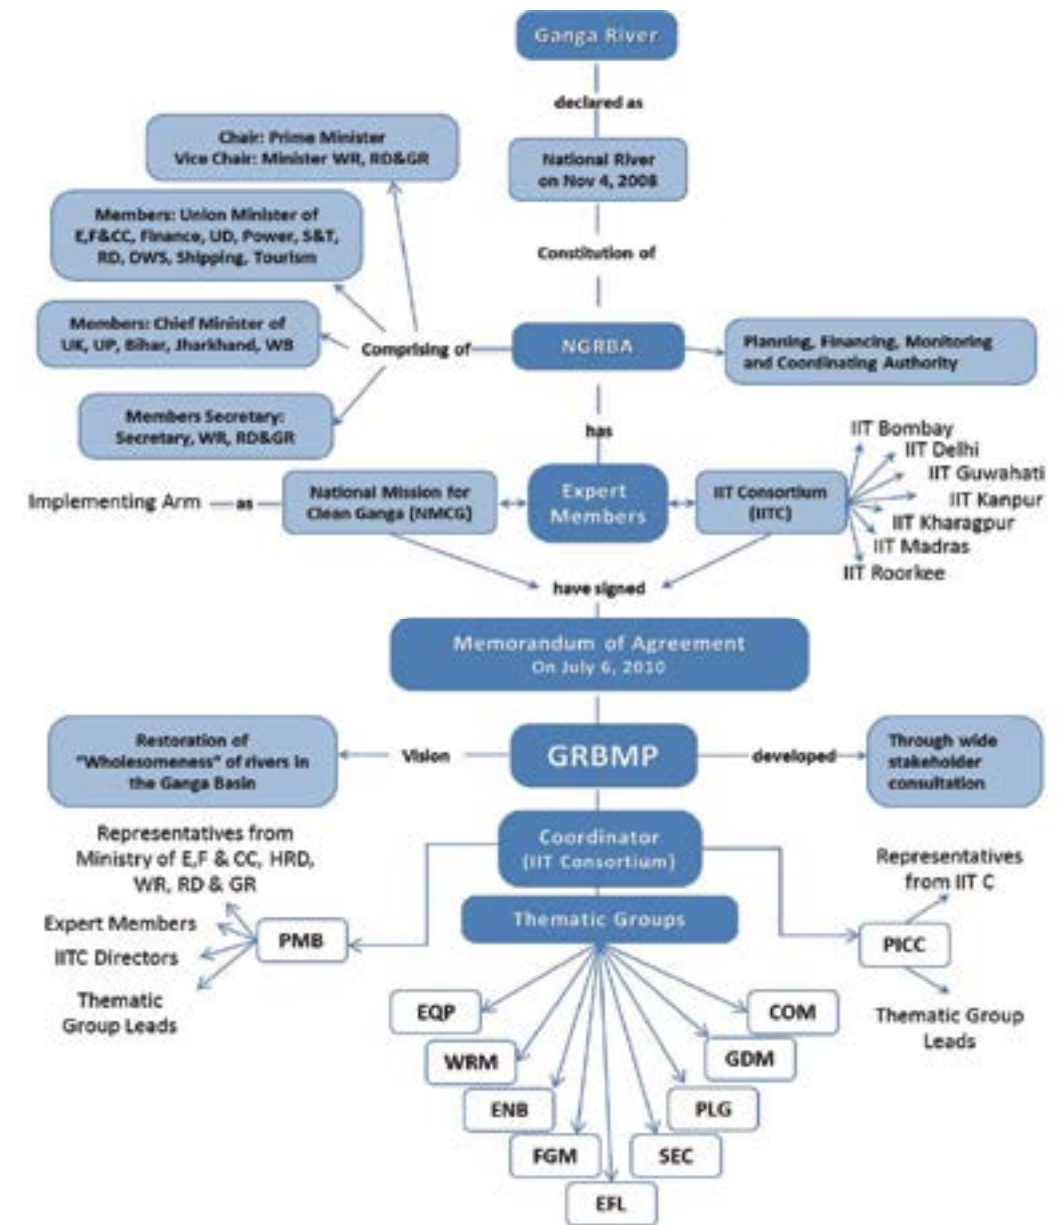 Ganga River
declared as
National River
on Nov 4, 2008
Constitution of
Chair: Prime Minister
Vice Chair: Minister WR, RD&GR
Members: Union Minister of
E,F&CC, Finance, UD, Power, S&T,
RD, DWS, Shipping, Tourism
Members: Chief Minister of
UK, UP, Bihar, Jharkhand, WB
Members Secretary:
Secretary, WR, RD&GR
Comprising of
NGRBA
Planning, Financing, Monitoring
and Coordinating Authority
has
Implementing Arm
as
National Mission for
Clean Ganga (NMCG)
Expert
Members
IIT Consortium
(IITC)
IIT Bombay
IIT Delhi
IIT Guwahati
IIT Kanpur
IIT Kharagpur
IIT Madras
IIT Roorkee
have signed
Memorandum of Agreement
On July 6, 2010
Restoration of
"Wholesomeness" of rivers in
the Ganga Basin
Vision
GRBMP
developed
Through wide
stakeholder
consultation
Coordinator
(IIT Consortium)
Thematic Groups
Representatives from
Ministry of E,F & CC, HRD,
WR, RD & GR
Expert Members
IITC Directors
Thematic
Group Leads
PMB
Representatives
from IIT C
PICC
Thematic Group
Leads
EQP
WRM
ENB
FGM
EFL
SEC
PLG
GDM
COM